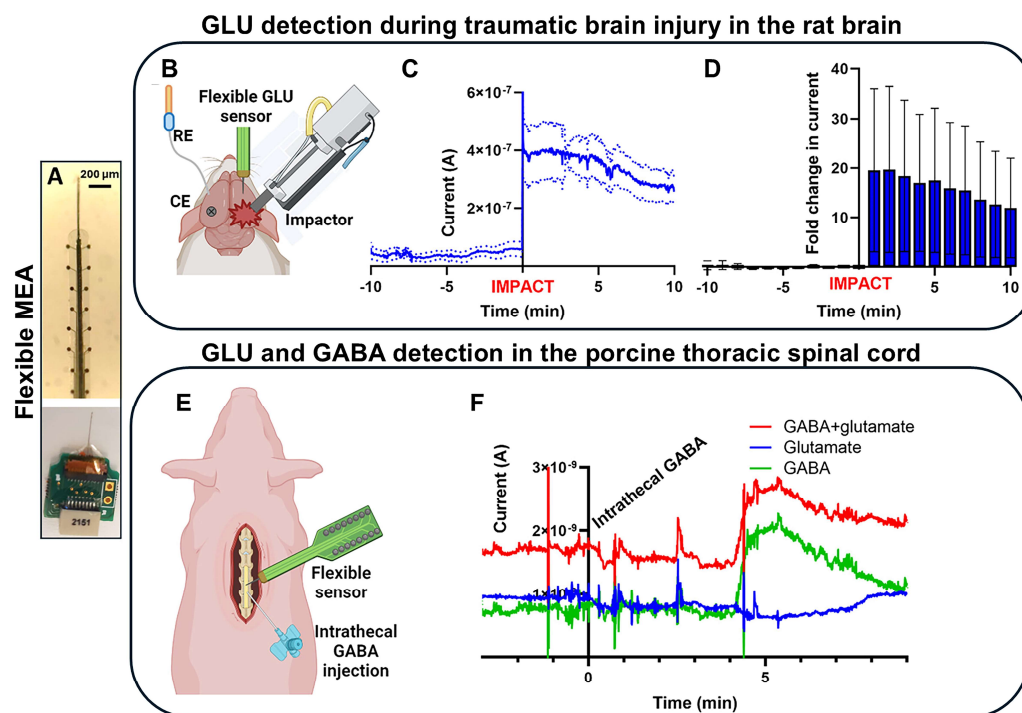 GLU detection during traumatic brain injury in the rat brain
Flexible MEA
A
200 µm
2151
B
RE
Flexible GLU
sensor
CE
Impactor
C
Current (A)
6×10⁻⁷
4×10⁻⁷
2×10⁻⁷
-10
-5
IMPACT
5
10
Time (min)
D
Fold change in current
40
30
20
10
-10
-5
IMPACT
5
10
Time (min)
GLU and GABA detection in the porcine thoracic spinal cord
E
Flexible
sensor
Intrathecal
GABA
injection
F
GABA+glutamate
Glutamate
GABA
Current (A)
Intrathecal GABA
3×10⁻⁹
2×10⁻⁹
1×10⁻⁹
0
5
Time (min)